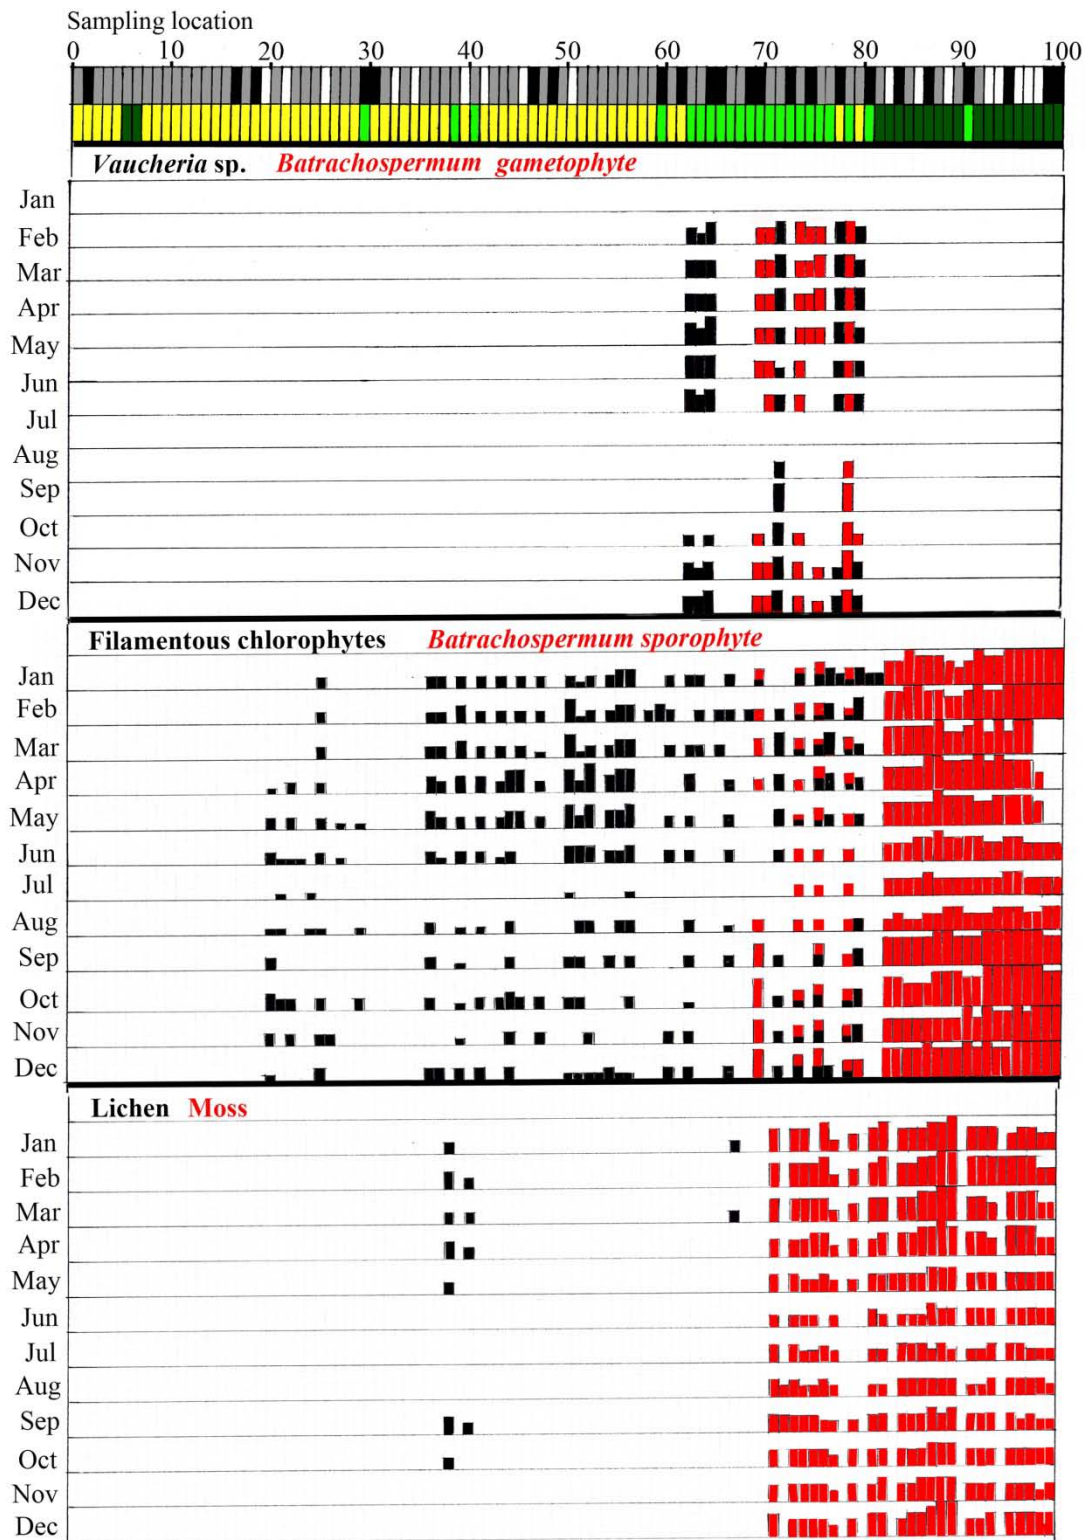 Sampling location
0 10 20 30 40 50 60 70 80 90 100
Vaucheria sp. Batrachospermum gametophyte
Jan
Feb
Mar
Apr
May
Jun
Jul
Aug
Sep
Oct
Nov
Dec
Filamentous chlorophytes Batrachospermum sporophyte
Jan
Feb
Mar
Apr
May
Jun
Jul
Aug
Sep
Oct
Nov
Dec
Lichen Moss
Jan
Feb
Mar
Apr
May
Jun
Jul
Aug
Sep
Oct
Nov
Dec